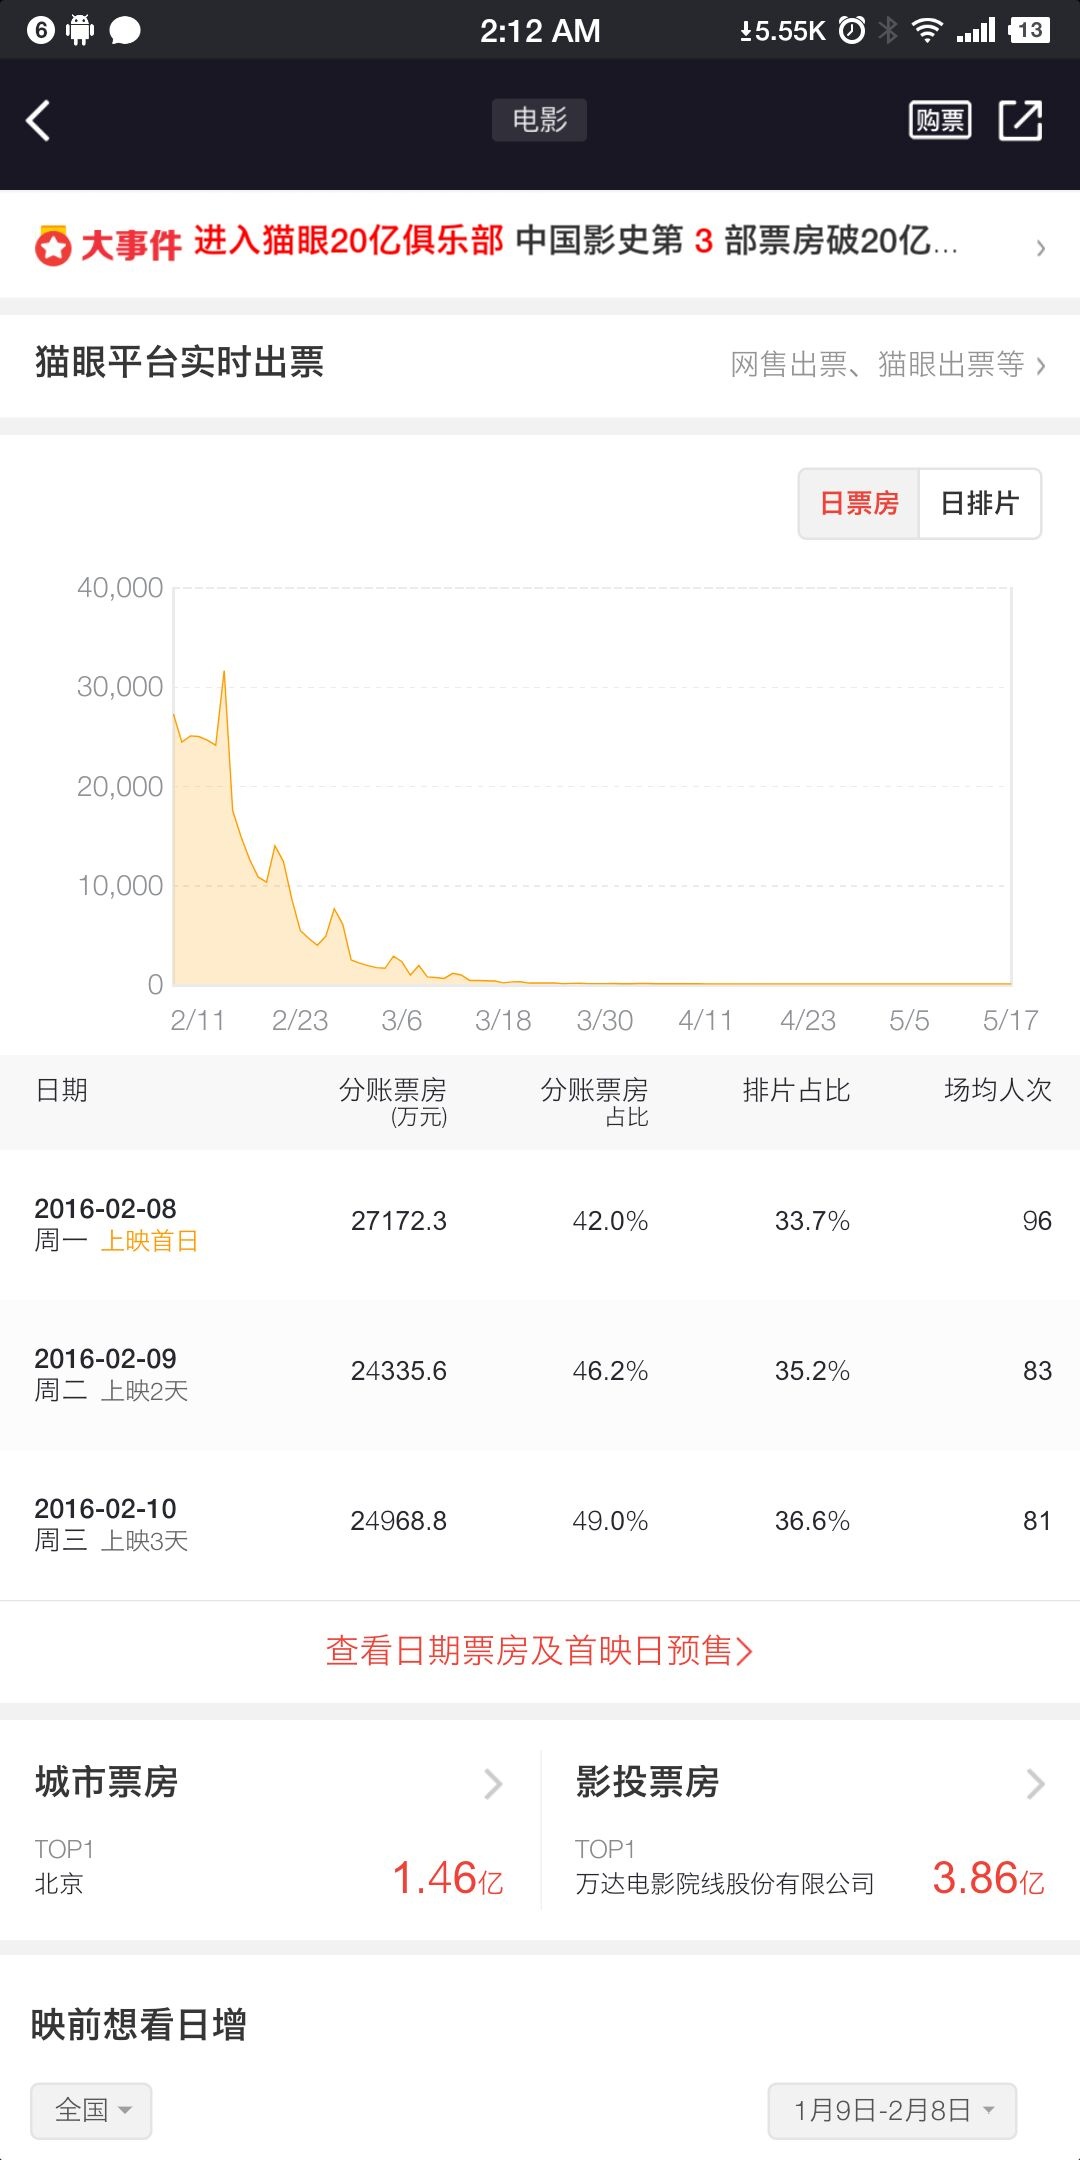 6
2:12 AM
5.55K
13
电影
购票
大事件 进入猫眼20亿俱乐部 中国影史第 3 部票房破20亿...
猫眼平台实时出票
网售出票、猫眼出票等
日票房
日排片
40,000
30,000
20,000
10,000
0
2/11 2/23 3/6 3/18 3/30 4/11 4/23 5/5 5/17
日期 分账票房 分账票房 排片占比 场均人次
(万元) 占比
2016-02-08
周一 上映首日
27172.3 42.0% 33.7% 96
2016-02-09
周二 上映2天
24335.6 46.2% 35.2% 83
2016-02-10
周三 上映3天
24968.8 49.0% 36.6% 81
查看日期票房及首映日预售
城市票房
TOP1
北京
1.46亿
影投票房
TOP1
万达电影院线股份有限公司
3.86亿
映前想看日增
全国
1月9日-2月8日